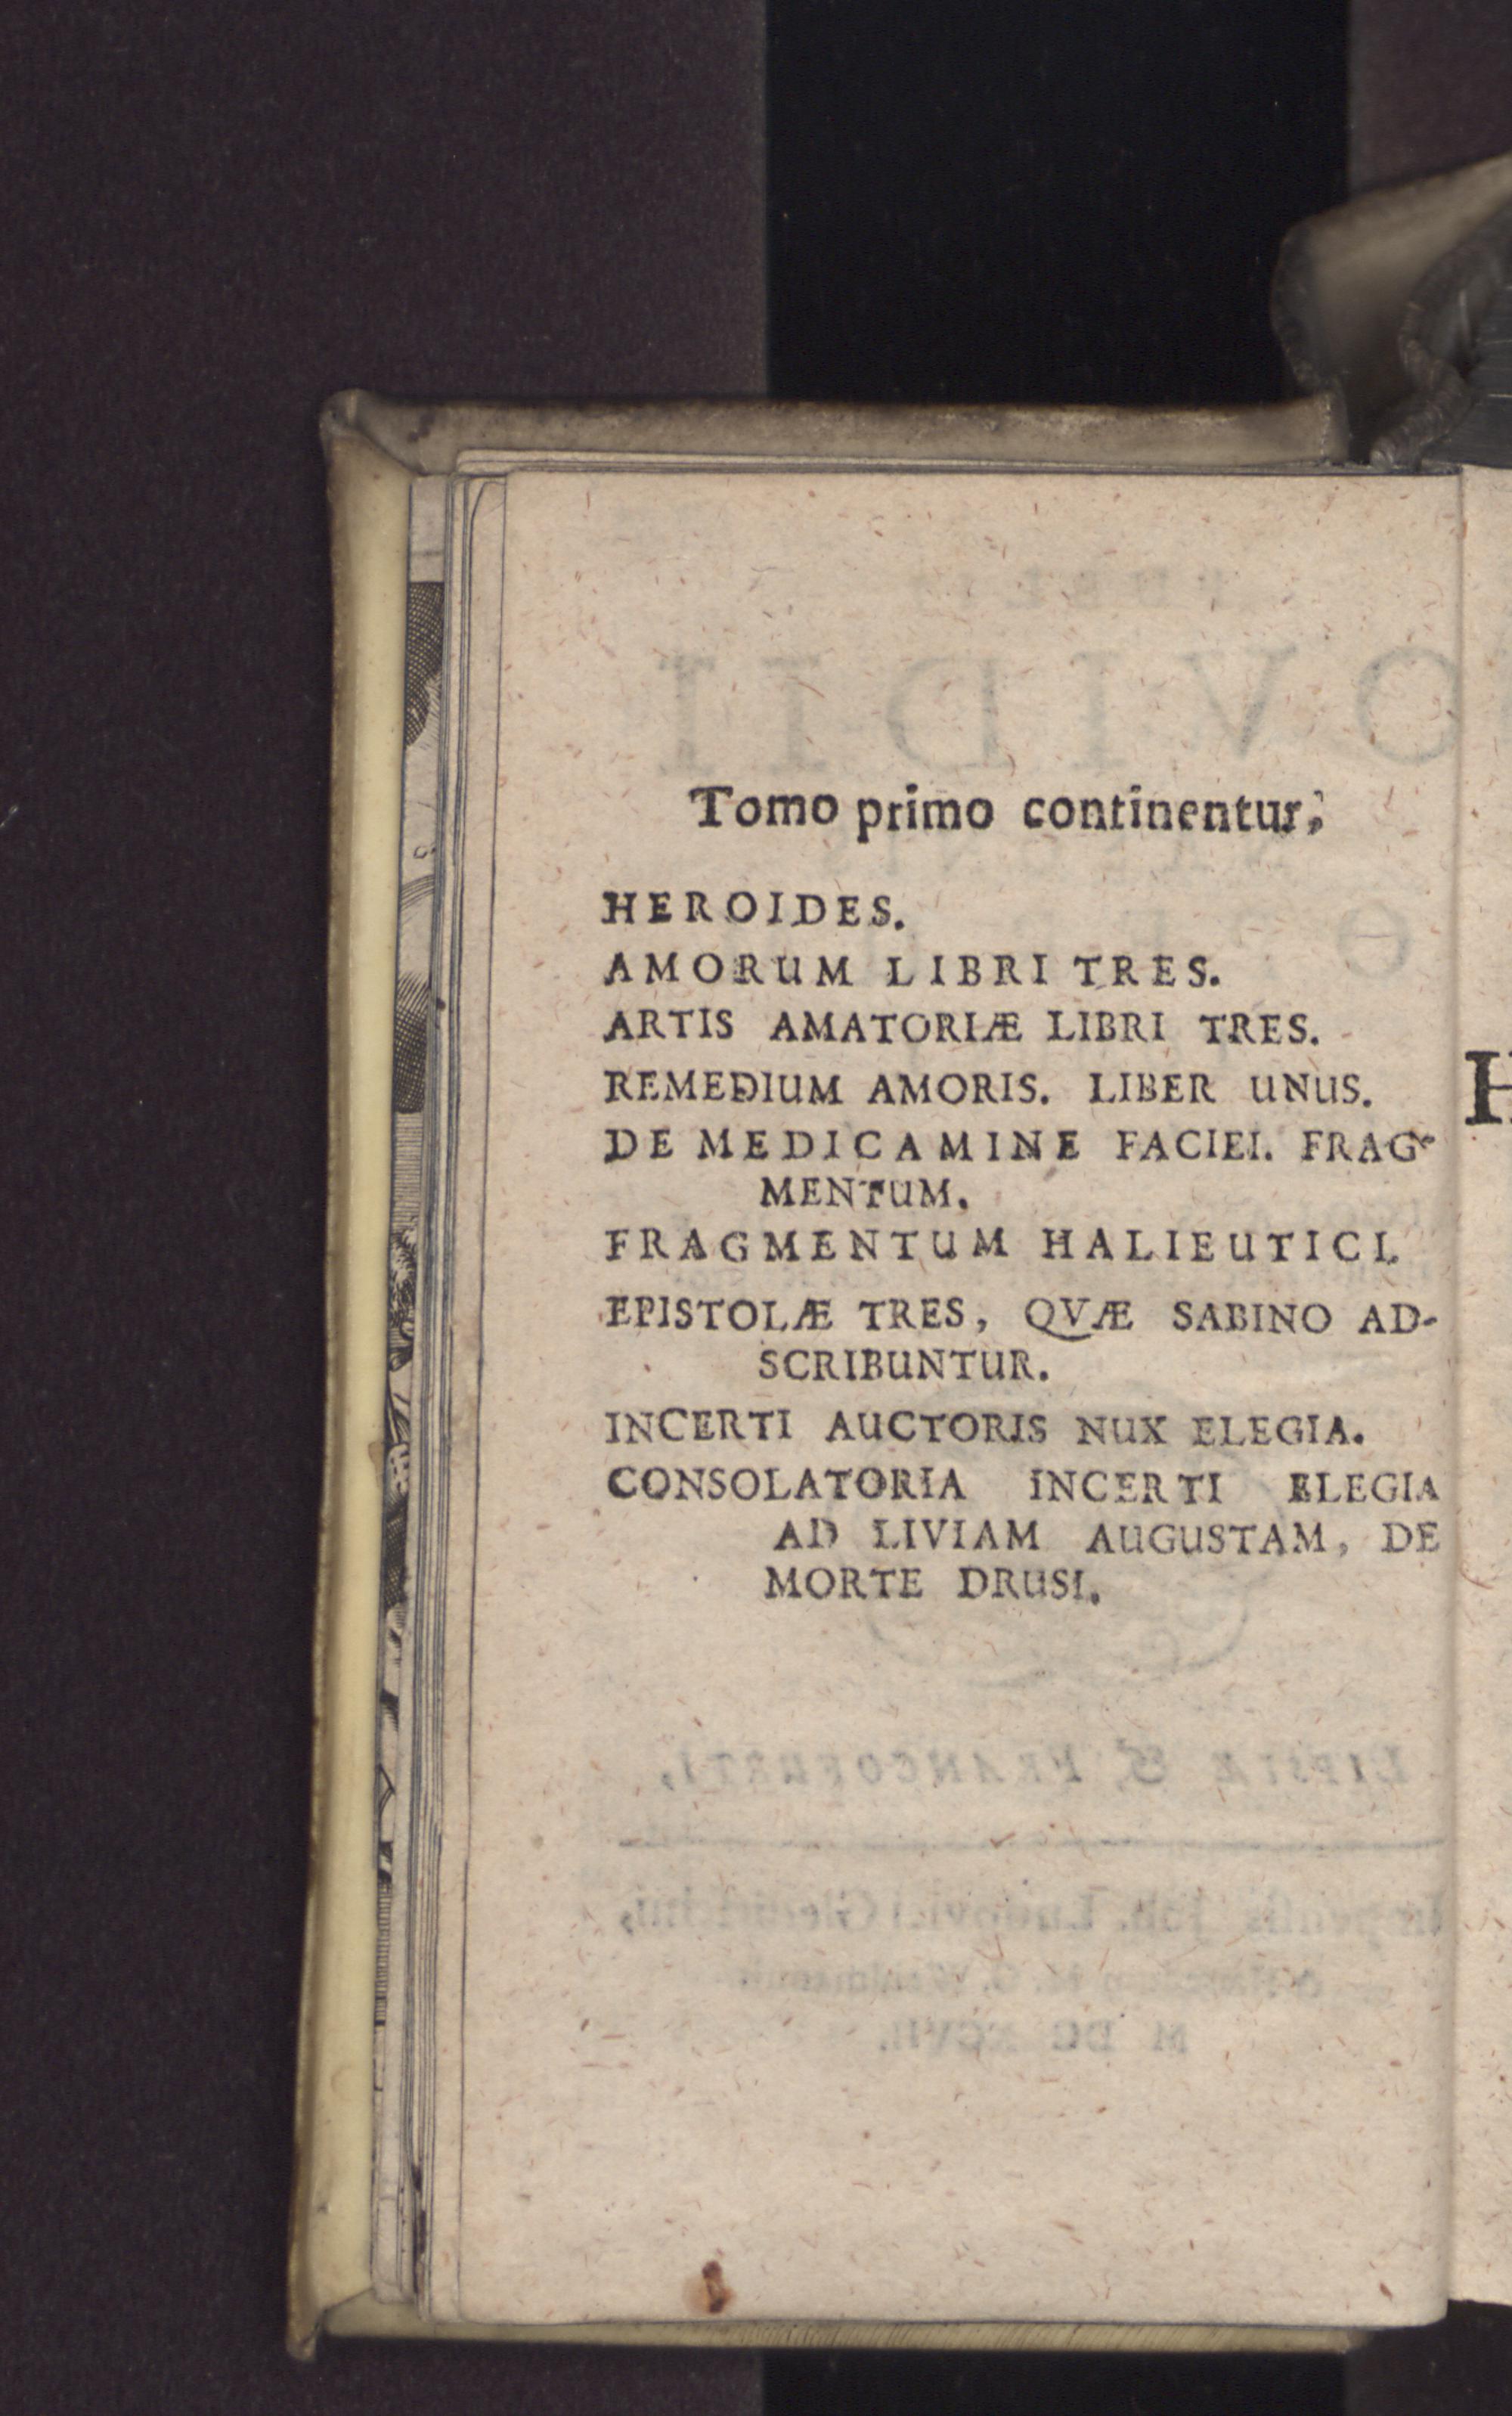 Tomo primo continentur,
HEROIDES.
AMORUM LIBRI TRES.
ARTIS AMATORIÆ LIBRI TRES.
REMEDIUM AMORIS. LIBER UNUS.
DE MEDICAMINE FACIEI. FRAG-
MENTUM.
FRAGMENTUM HALIEUTICI.
EPISTOLÆ TRES, QVÆ SABINO AD-
SCRIBUNTUR.
INCERTI AUCTORIS NUX ELEGIA.
CONSOLATORIA INCERTI ELEGIA
AD LIVIAM AUGUSTAM, DE
MORTE DRUSI.